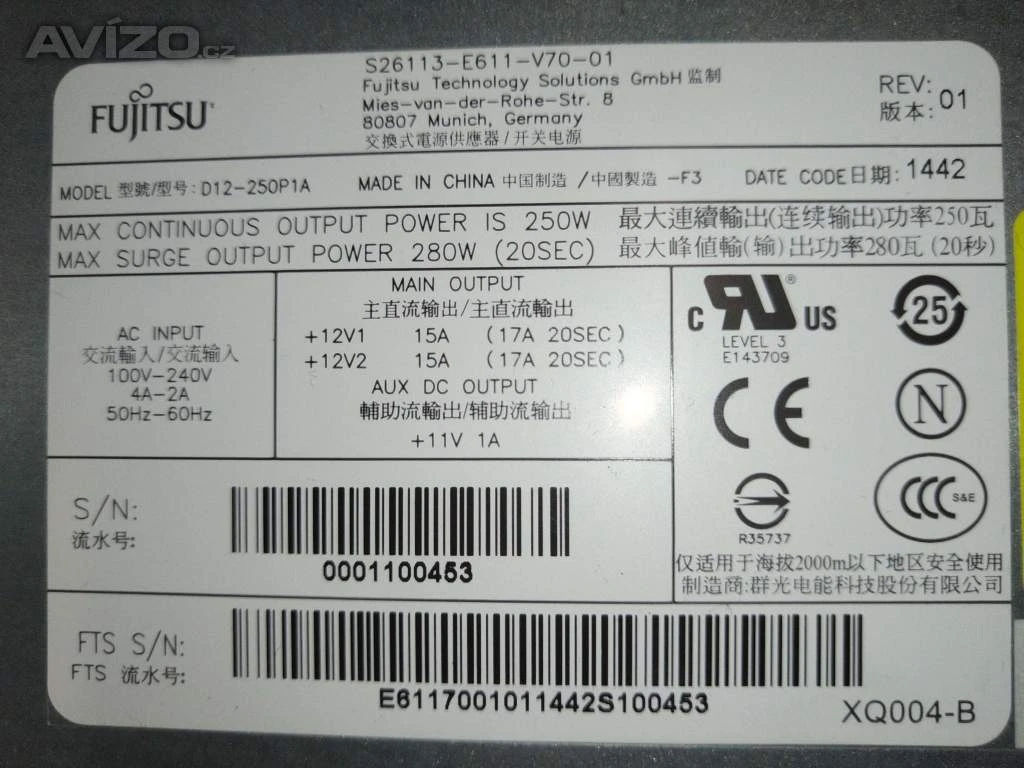 AVÍZO.cz
S26113-E611-V70-01
Fujitsu Technology Solutions GmbH 监制
Mies-van-der-Rohe-Str. 8
80807 Munich, Germany
交換式電源供應器/开关电源
FUJITSU
REV:
版本: 01
MODEL 型號/型号: D12-250P1A MADE IN CHINA 中国制造 /中國製造 -F3 DATE CODE日期: 1442
MAX CONTINUOUS OUTPUT POWER IS 250W 最大連續輸出(连续输出)功率250瓦
MAX SURGE OUTPUT POWER 280W (20SEC) 最大峰值輸(输)出功率280瓦 (20秒)
AC INPUT
交流輸入/交流输入
100V-240V
4A-2A
50Hz-60Hz
MAIN OUTPUT
主直流输出/主直流輸出
+12V1 15A (17A 20SEC)
+12V2 15A (17A 20SEC)
AUX DC OUTPUT
輔助流輸出/辅助流输出
+11V 1A
C RU® US
LEVEL 3
E143709
25
CE
N
R35737
CCC S&E
仅适用于海拔2000m以下地区安全使用
制造商:群光电能科技股份有限公司
S/N:
流水号:
0001100453
FTS S/N:
FTS 流水号:
E6117001011442S100453
XQ004-B